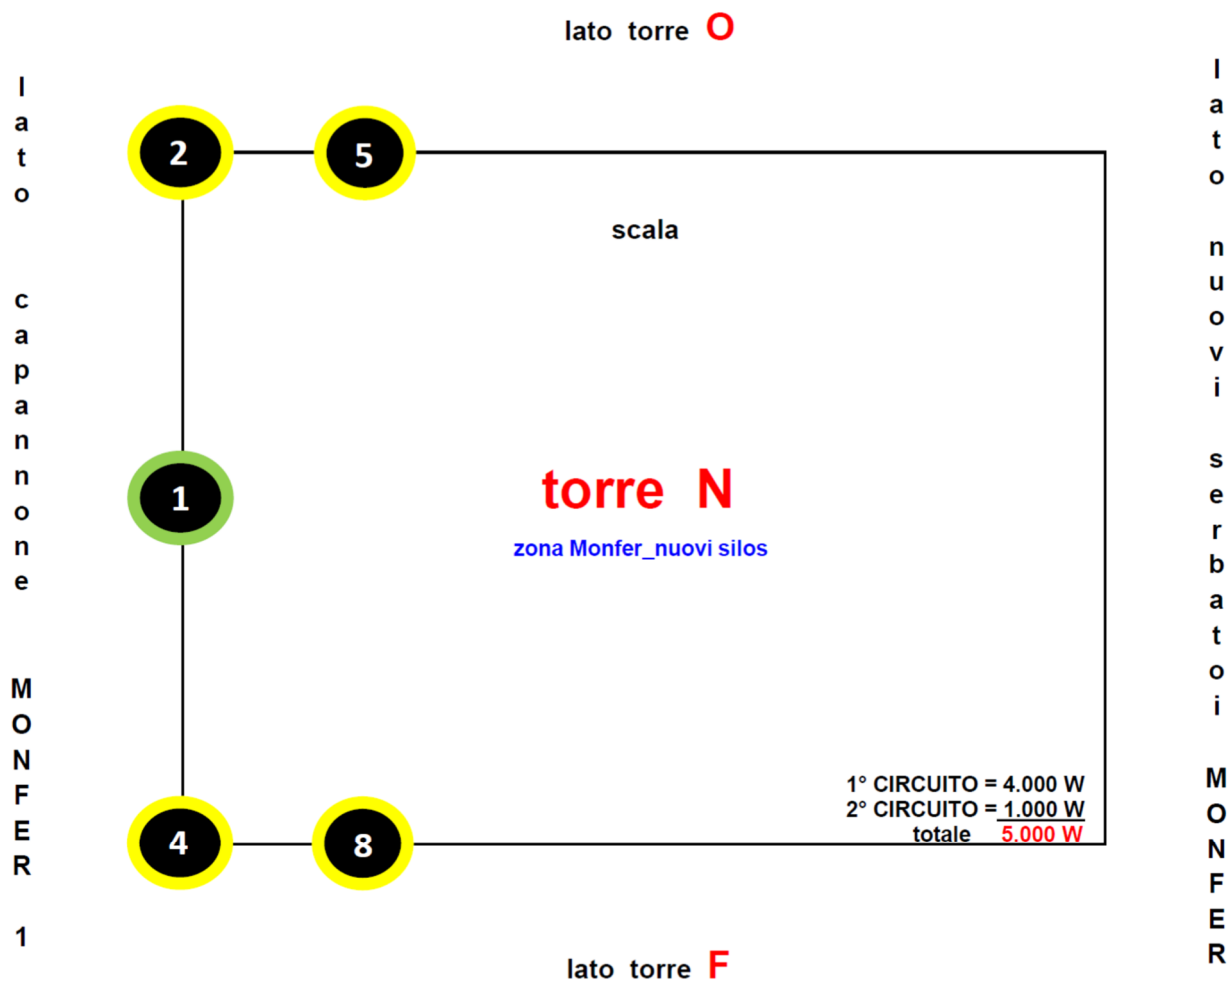 lato torre O
lato capannone MONFER 1
lato nuovi serbatoi MONFER
2
5
scala
1
torre N
zona Monfer_nuovi silos
1° CIRCUITO = 4.000 W
2° CIRCUITO = 1.000 W
totale 5.000 W
4
8
lato torre F